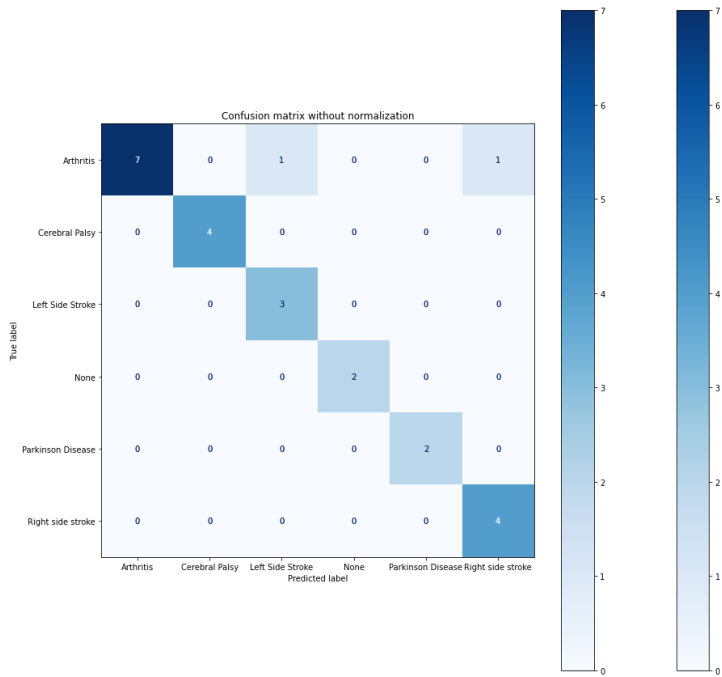 Confusion matrix without normalization
True label
Arthritis 7 0 1 0 0 1
Cerebral Palsy 0 4 0 0 0 0
Left Side Stroke 0 0 3 0 0 0
None 0 0 0 2 0 0
Parkinson Disease 0 0 0 0 2 0
Right side stroke 0 0 0 0 0 4
Arthritis Cerebral Palsy Left Side Stroke None Parkinson Disease Right side stroke
Predicted label
7
6
5
4
3
2
1
0
7
6
5
4
3
2
1
0